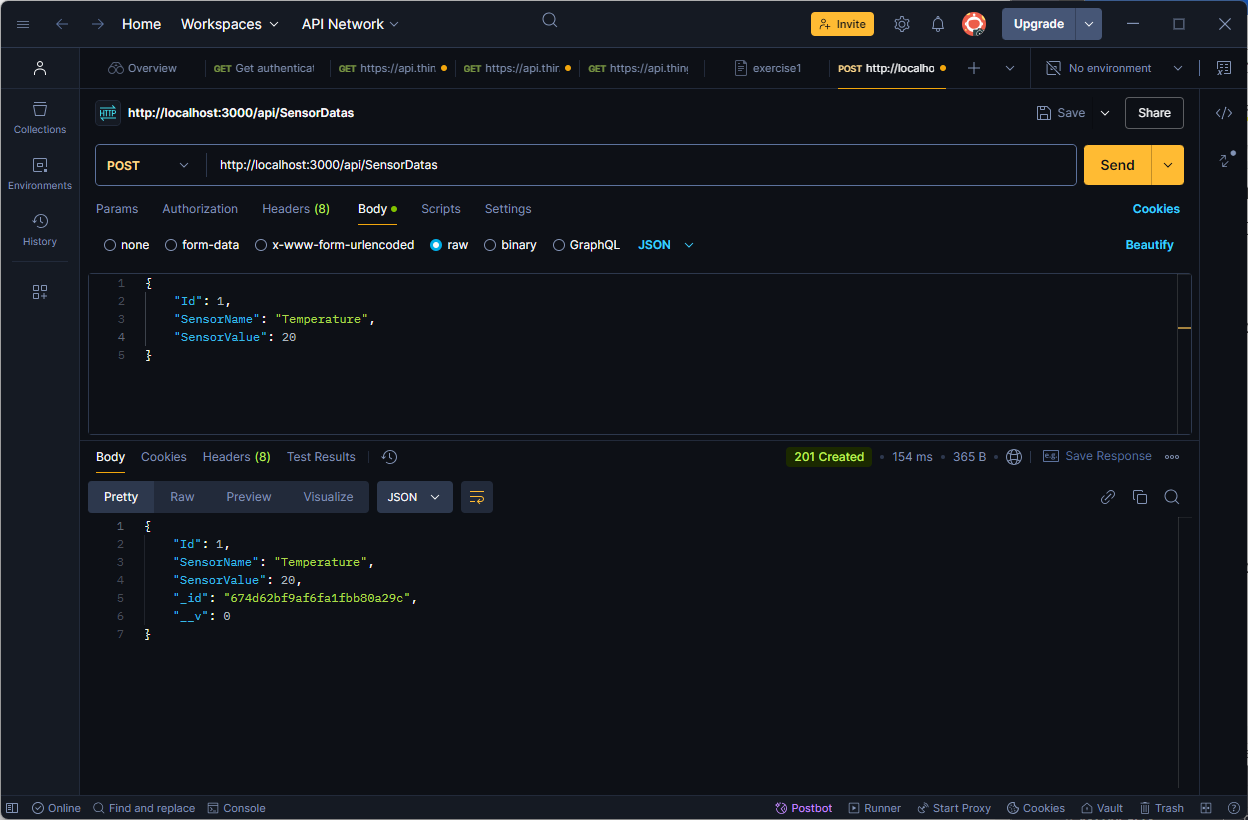 Home Workspaces API Network Invite Upgrade
Overview GET Get authenticat GET https://api.thin GET https://api.thir GET https://api.thing exercise1 POST http://localho No environment
HTTP http://localhost:3000/api/SensorDatas Save Share
POST http://localhost:3000/api/SensorDatas Send
Collections
Environments
History
Params Authorization Headers (8) Body Scripts Settings Cookies
none form-data x-www-form-urlencoded raw binary GraphQL JSON Beautify
1 {
2 "Id": 1,
3 "SensorName": "Temperature",
4 "SensorValue": 20
5 }
Body Cookies Headers (8) Test Results 201 Created 154 ms 365 B e.g. Save Response
Pretty Raw Preview Visualize JSON
1 {
2 "Id": 1,
3 "SensorName": "Temperature",
4 "SensorValue": 20,
5 "_id": "674d62bf9af6fa1fbb80a29c",
6 "__v": 0
7 }
Online Find and replace Console Postbot Runner Start Proxy Cookies Vault Trash